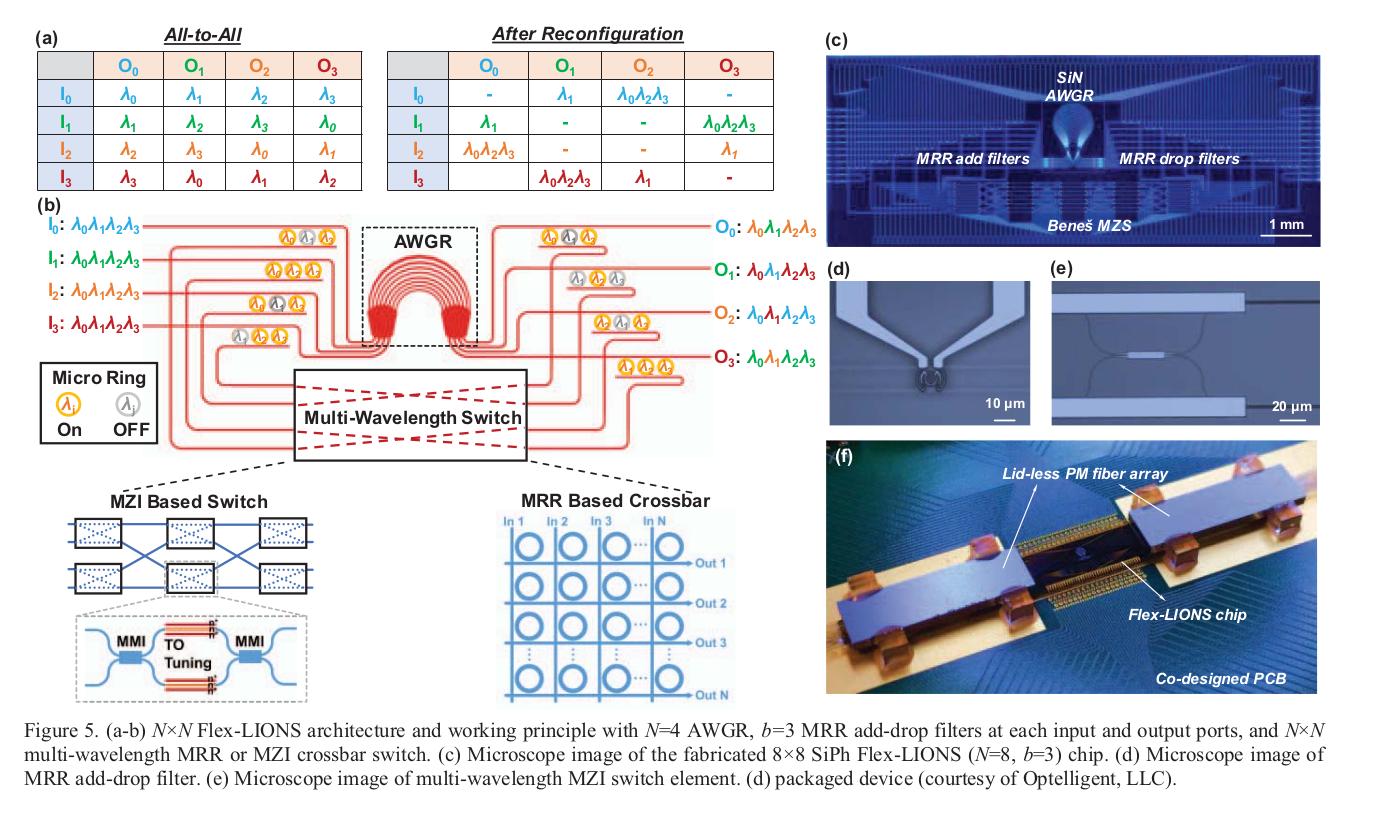 (a)
All-to-All
O0 O1 O2 O3
I0 λ0 λ1 λ2 λ3
I1 λ1 λ2 λ3 λ0
I2 λ2 λ3 λ0 λ1
I3 λ3 λ0 λ1 λ2
After Reconfiguration
O0 O1 O2 O3
I0 - λ1 λ0λ2λ3 -
I1 λ1 - - λ0λ2λ3
I2 λ0λ2λ3 - - λ1
I3 λ0λ2λ3 λ1 -
(b)
I0: λ0λ1λ2λ3
I1: λ0λ1λ2λ3
I2: λ0λ1λ2λ3
I3: λ0λ1λ2λ3
AWGR
O0: λ0λ1λ2λ3
O1: λ0λ1λ2λ3
O2: λ0λ1λ2λ3
O3: λ0λ1λ2λ3
Micro Ring
λi λj
On OFF
Multi-Wavelength Switch
MZI Based Switch
MMI TO Tuning MMI
MRR Based Crossbar
In 1 In 2 In 3 In N
Out 1
Out 2
Out 3
Out N
(c)
SiN
AWGR
MRR add filters
MRR drop filters
Beneš MZS
1 mm
(d)
10 µm
(e)
20 µm
(f)
Lid-less PM fiber array
Flex-LIONS chip
Co-designed PCB
Figure 5. (a-b) N×N Flex-LIONS architecture and working principle with N=4 AWGR, b=3 MRR add-drop filters at each input and output ports, and N×N
multi-wavelength MRR or MZI crossbar switch. (c) Microscope image of the fabricated 8×8 SiPh Flex-LIONS (N=8, b=3) chip. (d) Microscope image of
MRR add-drop filter. (e) Microscope image of multi-wavelength MZI switch element. (d) packaged device (courtesy of Optelligent, LLC).